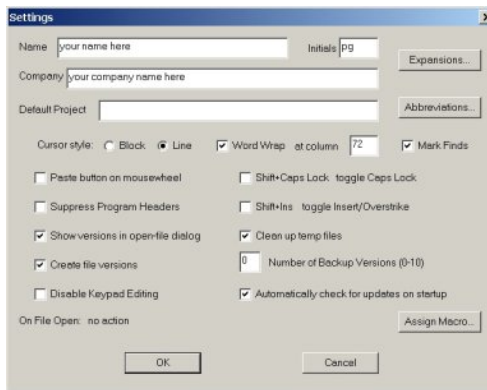 Settings
Name your name here Initials pg Expansions...
Company your company name here
Default Project Abbreviations...
Cursor style: Block Line Word Wrap at column 72 Mark Finds
Paste button on mousewheel Shift+Caps Lock toggle Caps Lock
Suppress Program Headers Shift+Ins toggle Insert/Overstrike
Show versions in open-file dialog Clean up temp files
Create file versions 0 Number of Backup Versions (0-10)
Disable Keypad Editing Automatically check for updates on startup
On File Open: no action Assign Macro...
OK Cancel